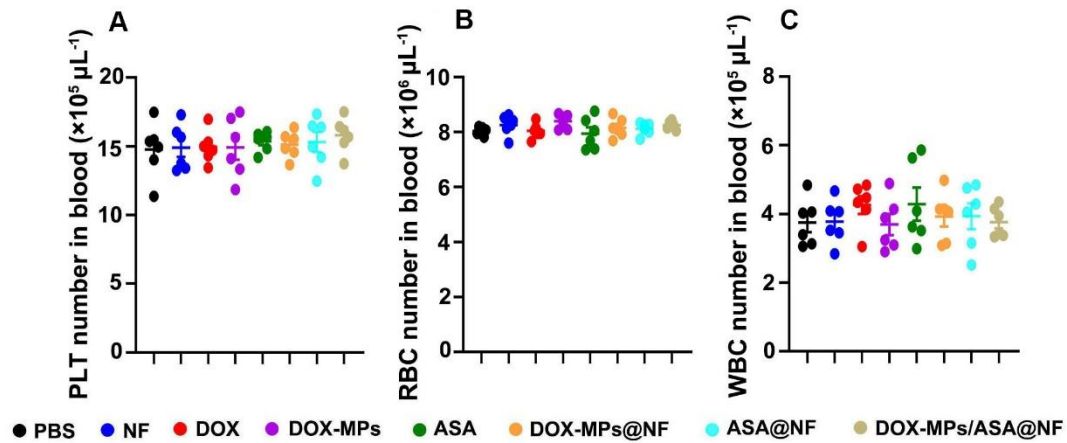 A
PLT number in blood (×10⁵ µL⁻¹)
20
15
10
5
0
B
RBC number in blood (×10⁶ µL⁻¹)
10
8
6
4
2
0
C
WBC number in blood (×10⁵ µL⁻¹)
8
6
4
2
0
PBS NF DOX DOX-MPs ASA DOX-MPs@NF ASA@NF DOX-MPs/ASA@NF